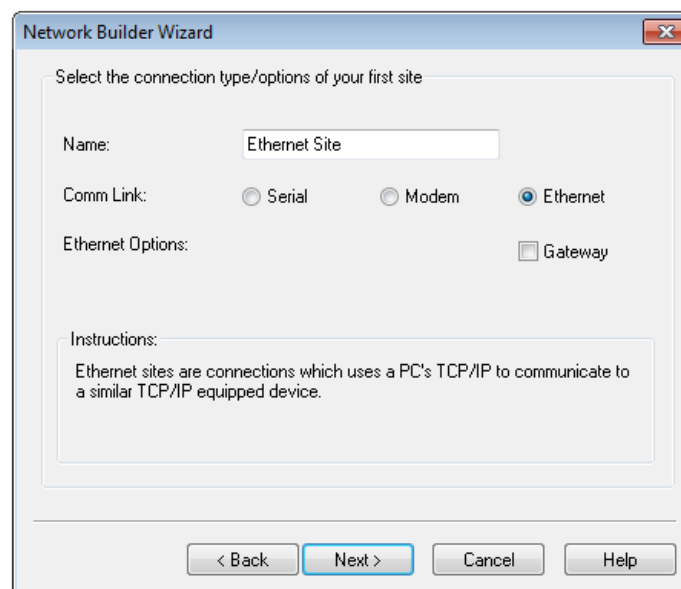 Network Builder Wizard
Select the connection type/options of your first site
Name: Ethernet Site
Comm Link: Serial Modem Ethernet
Ethernet Options: Gateway
Instructions:
Ethernet sites are connections which uses a PC's TCP/IP to communicate to
a similar TCP/IP equipped device.
< Back Next > Cancel Help